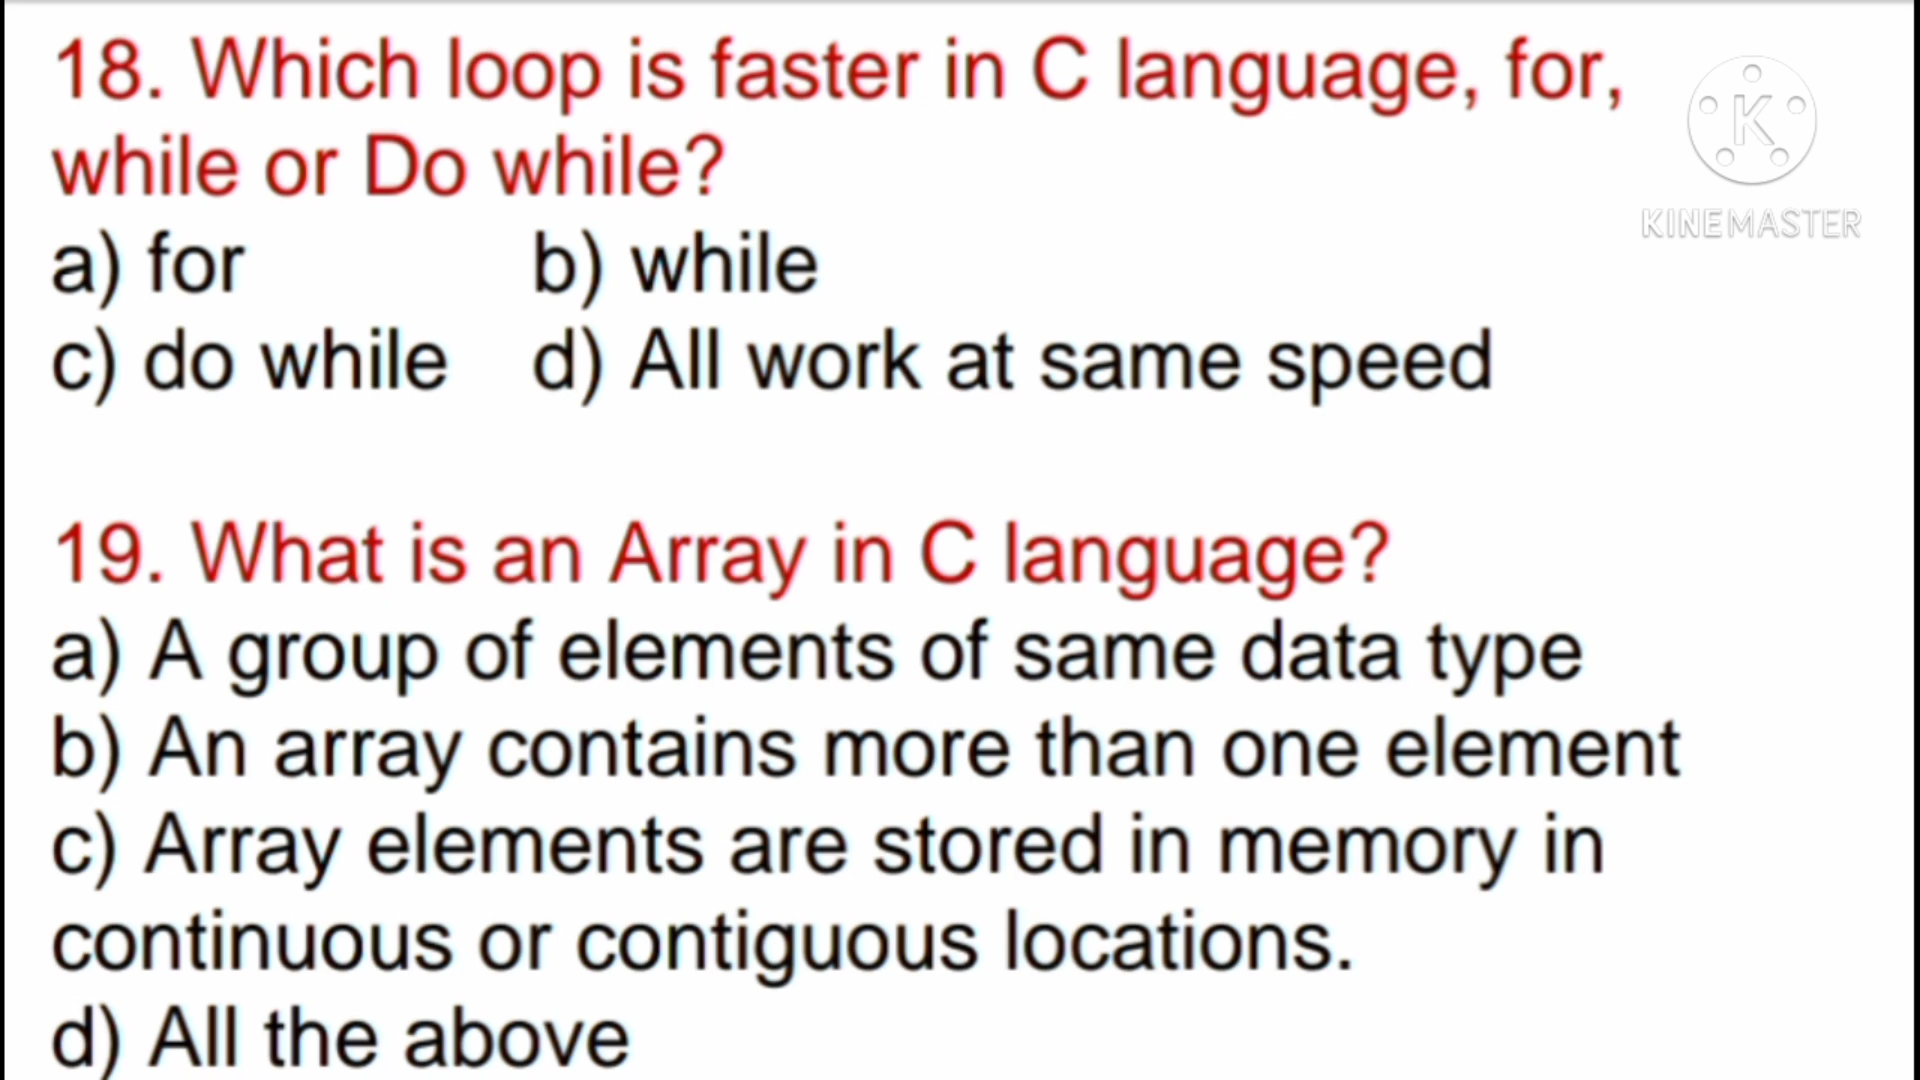 18. Which loop is faster in C language, for,
while or Do while?
a) for b) while
c) do while d) All work at same speed
K
KINEMASTER
19. What is an Array in C language?
a) A group of elements of same data type
b) An array contains more than one element
c) Array elements are stored in memory in
continuous or contiguous locations.
d) All the above